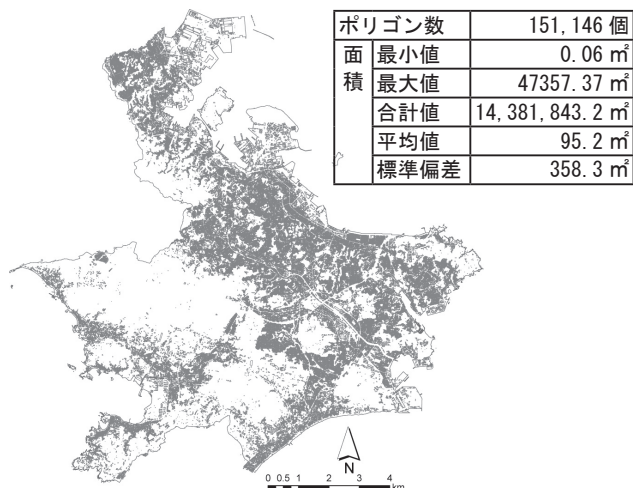 ポリゴン数 151,146 個
面積 最小値 0.06 ㎡
最大値 47357.37 ㎡
合計値 14,381,843.2 ㎡
平均値 95.2 ㎡
標準偏差 358.3 ㎡
N
0 0.5 1 2 3 4
km